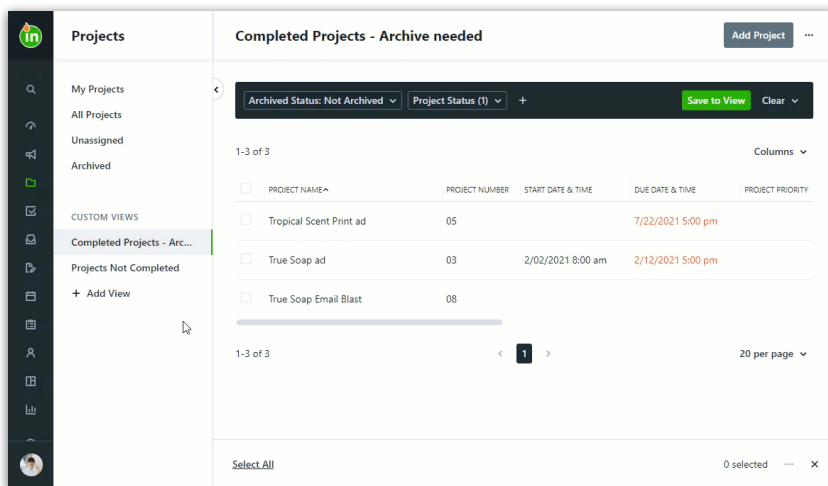 in
Projects
Completed Projects - Archive needed
Add Project
My Projects
All Projects
Unassigned
Archived
CUSTOM VIEWS
Completed Projects - Arc...
Projects Not Completed
+ Add View
Archived Status: Not Archived
Project Status (1)
+
Save to View
Clear
1-3 of 3
Columns
PROJECT NAME PROJECT NUMBER START DATE & TIME DUE DATE & TIME PROJECT PRIORITY
Tropical Scent Print ad 05 7/22/2021 5:00 pm
True Soap ad 03 2/02/2021 8:00 am 2/12/2021 5:00 pm
True Soap Email Blast 08
1-3 of 3
1
20 per page
Select All
0 selected